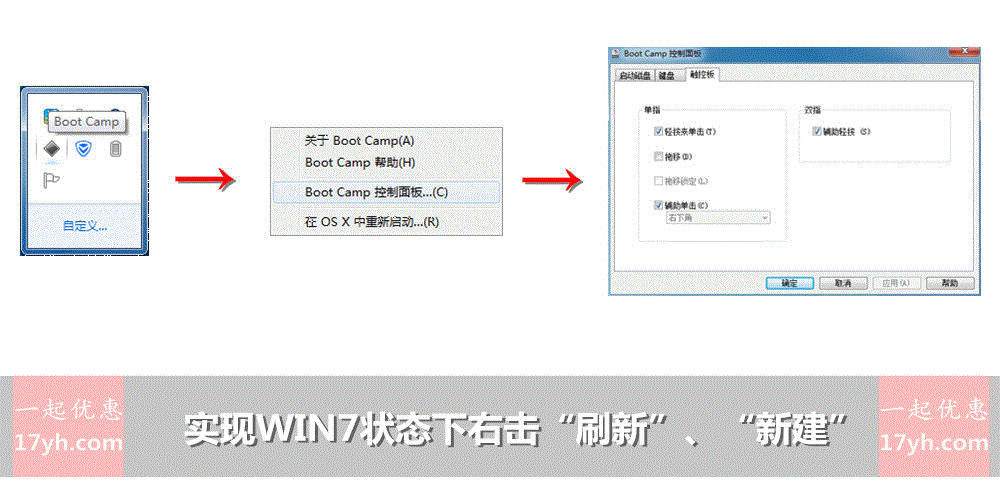 Boot Camp
自定义...
关于 Boot Camp(A)
Boot Camp 帮助(H)
Boot Camp 控制面板...(C)
在 OS X 中重新启动...(R)
Boot Camp 控制面板
启动磁盘 键盘 触控板
单指
轻按来单击(T)
拖移(D)
拖移锁定(L)
辅助单击(C)
右下角
双指
辅助轻按 (S)
确定 取消 应用(A) 帮助
一起优惠
17yh.com
实现WIN7状态下右击“刷新”、“新建”
一起优惠
17yh.com